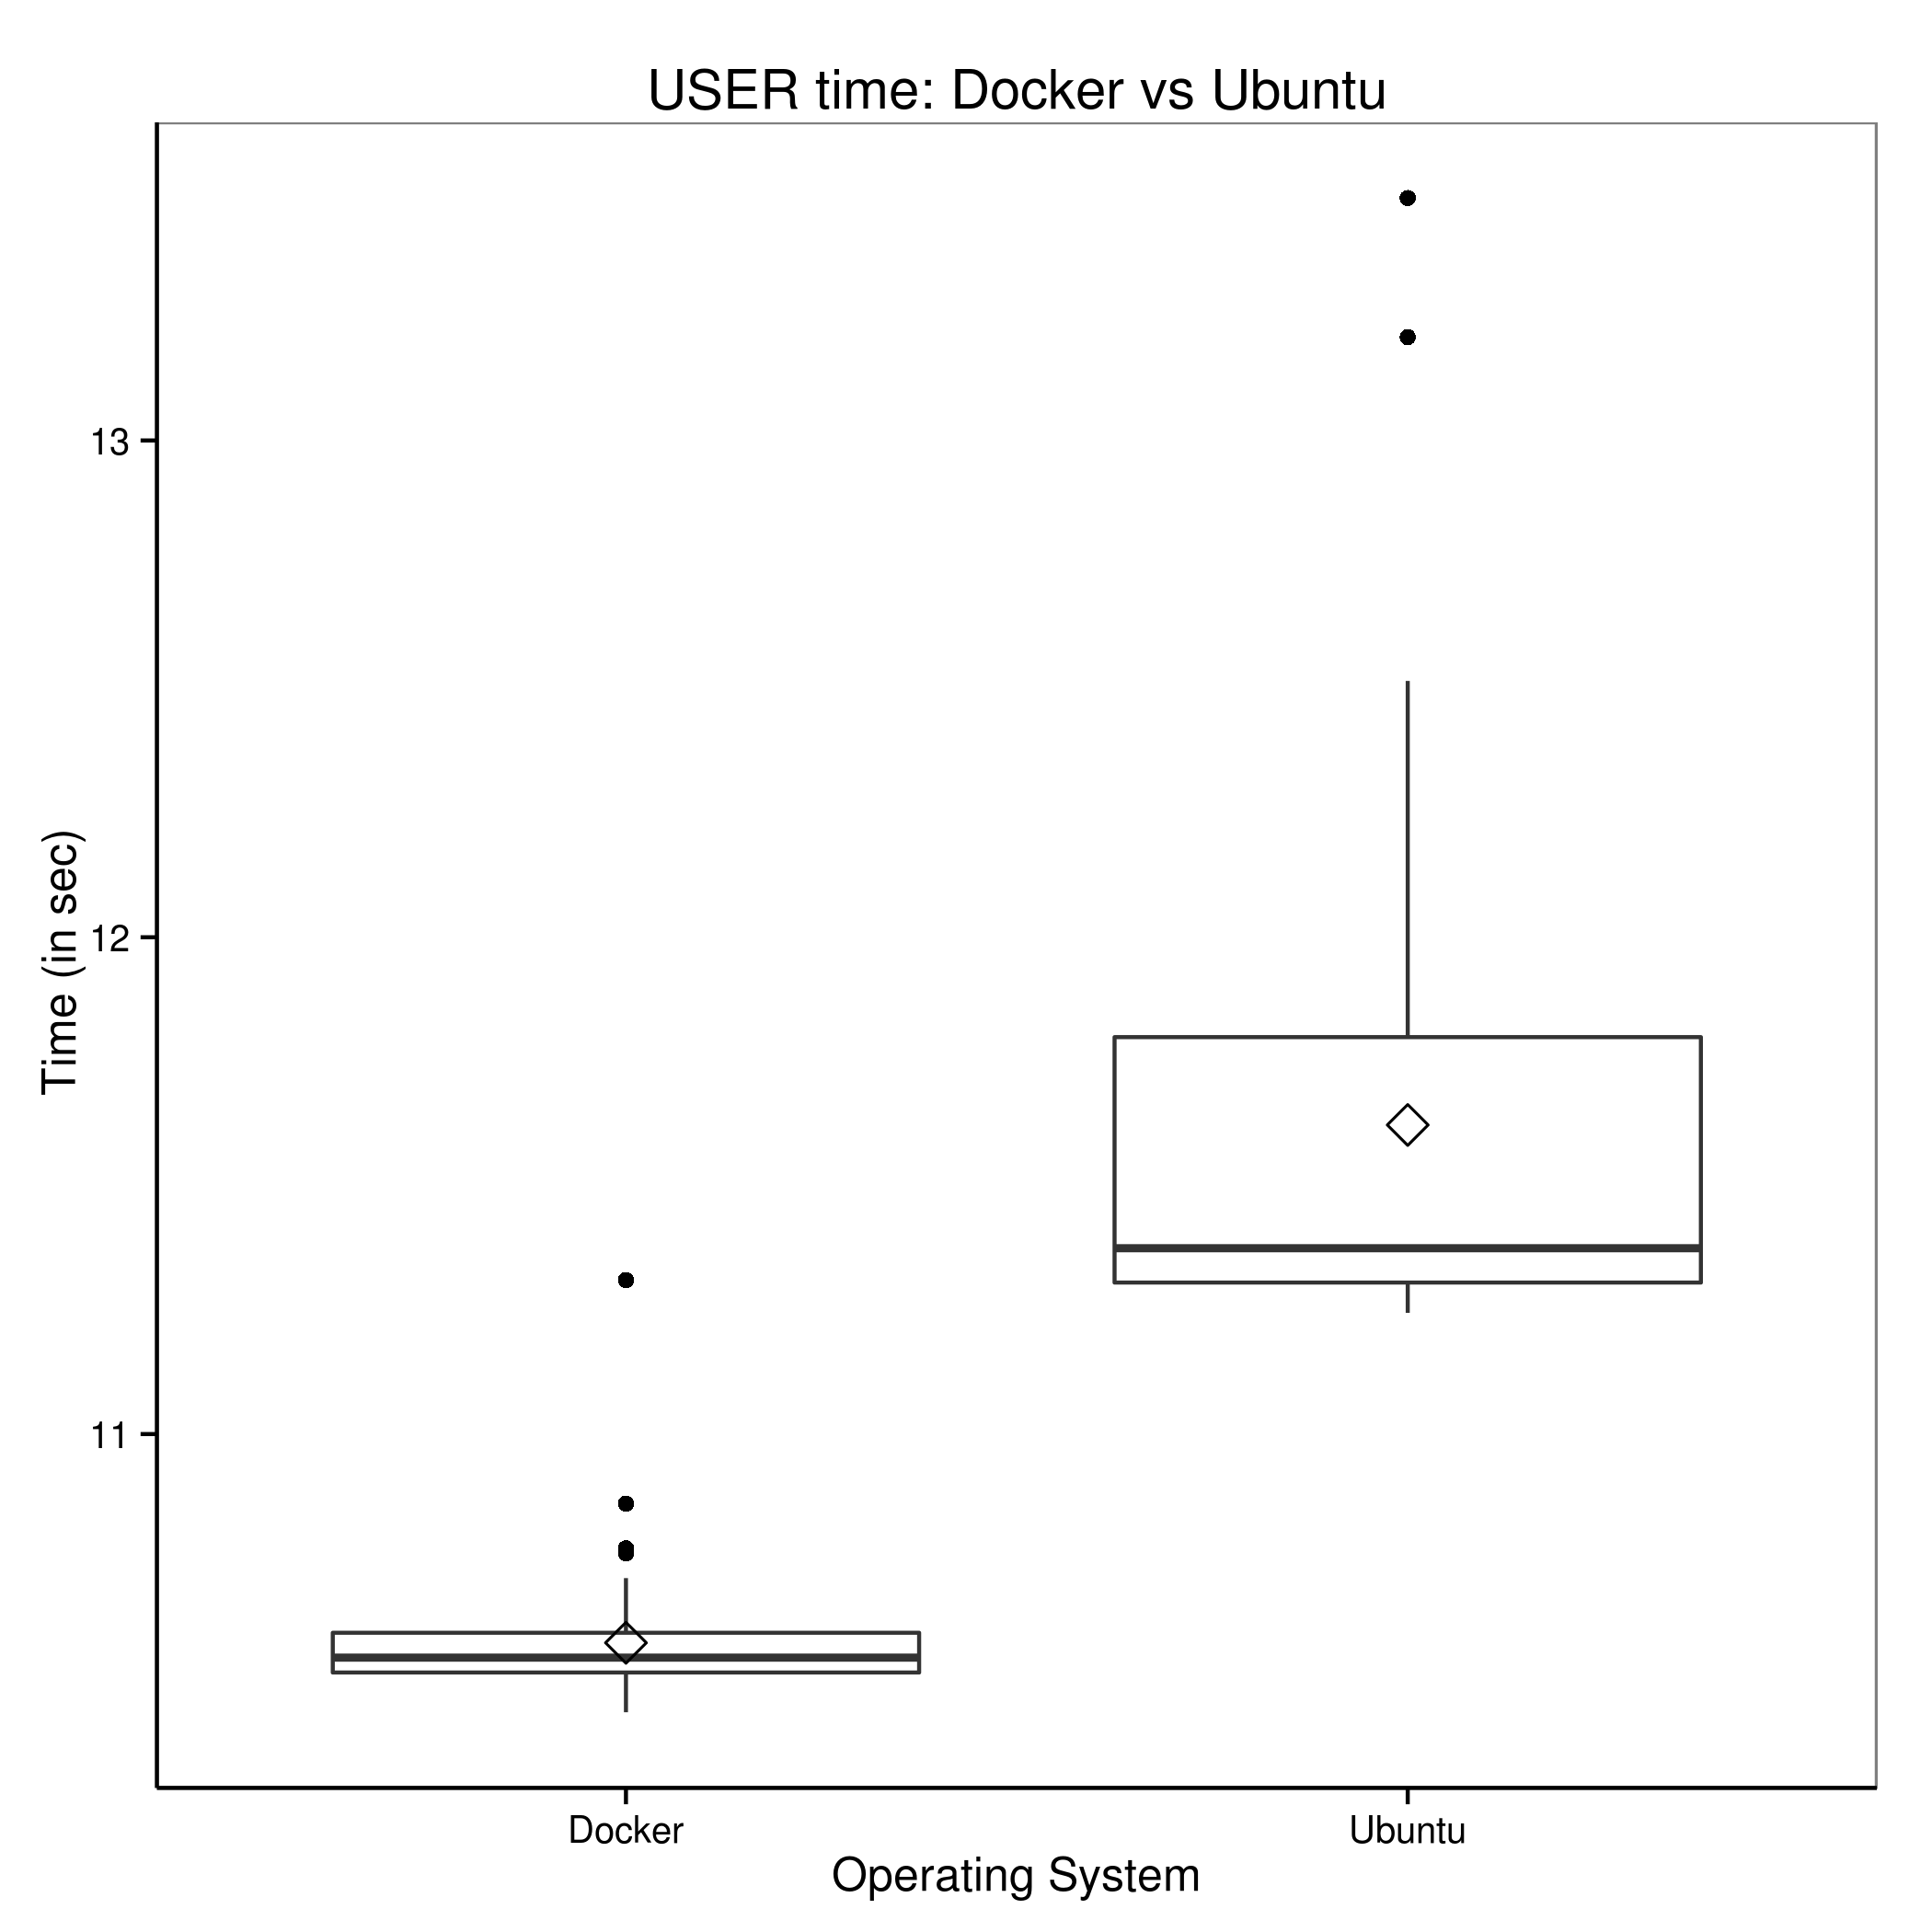 USER time: Docker vs Ubuntu
Time (in sec)
13
12
11
Docker
Ubuntu
Operating System